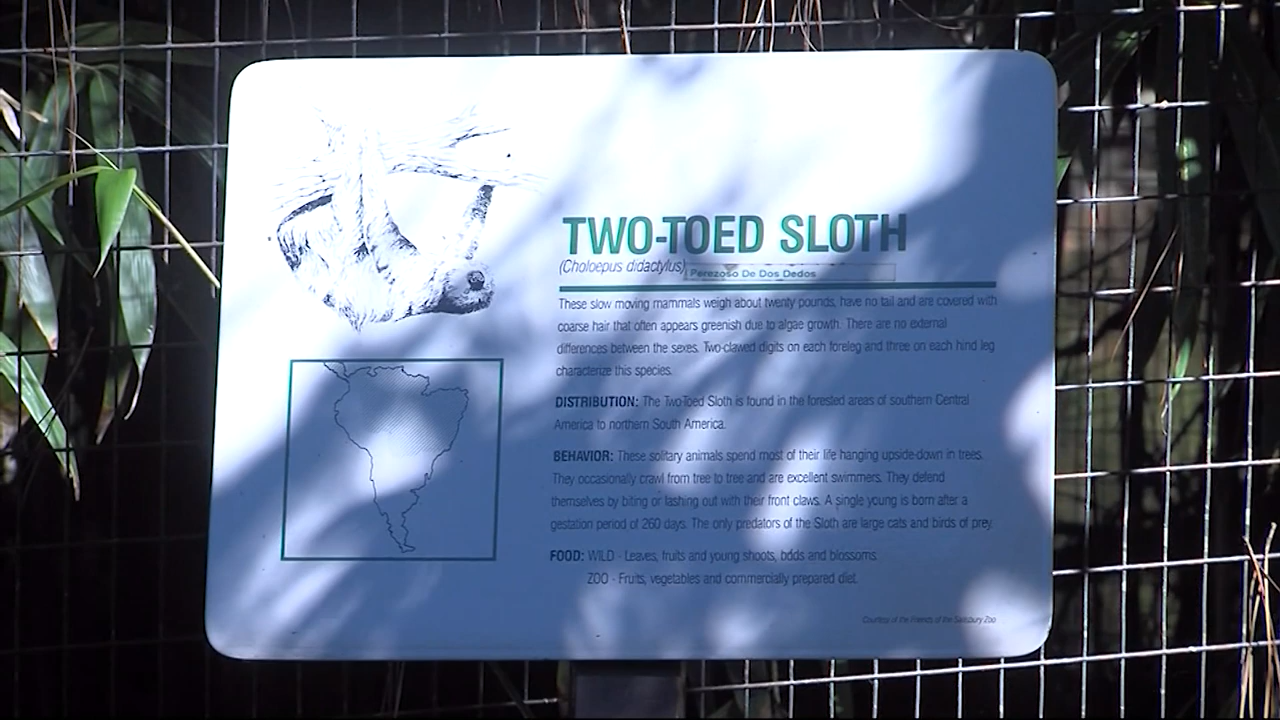 TWO-TOED SLOTH
(Choloepus didactylus) Perezoso De Dos Dedos
These slow moving mammals weigh about twenty pounds, have no tail and are covered with
coarse hair that often appears greenish due to algae growth. There are no external
differences between the sexes. Two-clawed digits on each foreleg and three on each hind leg
characterize this species.
DISTRIBUTION: The Two-Toed Sloth is found in the forested areas of southern Central
America to northern South America.
BEHAVIOR: These solitary animals spend most of their life hanging upside-down in trees.
They occasionally crawl from tree to tree and are excellent swimmers. They defend
themselves by biting or lashing out with their front claws. A single young is born after a
gestation period of 260 days. The only predators of the Sloth are large cats and birds of prey.
FOOD: WILD - Leaves, fruits and young shoots, bdds and blossoms.
ZOO - Fruits, vegetables and commercially prepared diet.
Courtesy of the Friends of the Salisbury Zoo